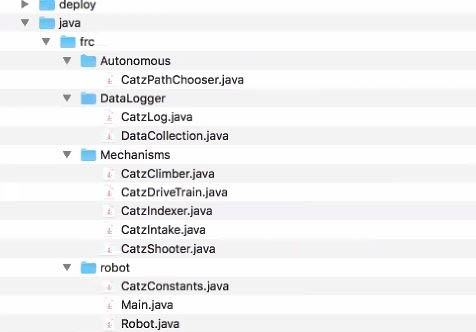 deploy
java
frc
Autonomous
CatzPathChooser.java
DataLogger
CatzLog.java
DataCollection.java
Mechanisms
CatzClimber.java
CatzDriveTrain.java
CatzIndexer.java
CatzIntake.java
CatzShooter.java
robot
CatzConstants.java
Main.java
Robot.java